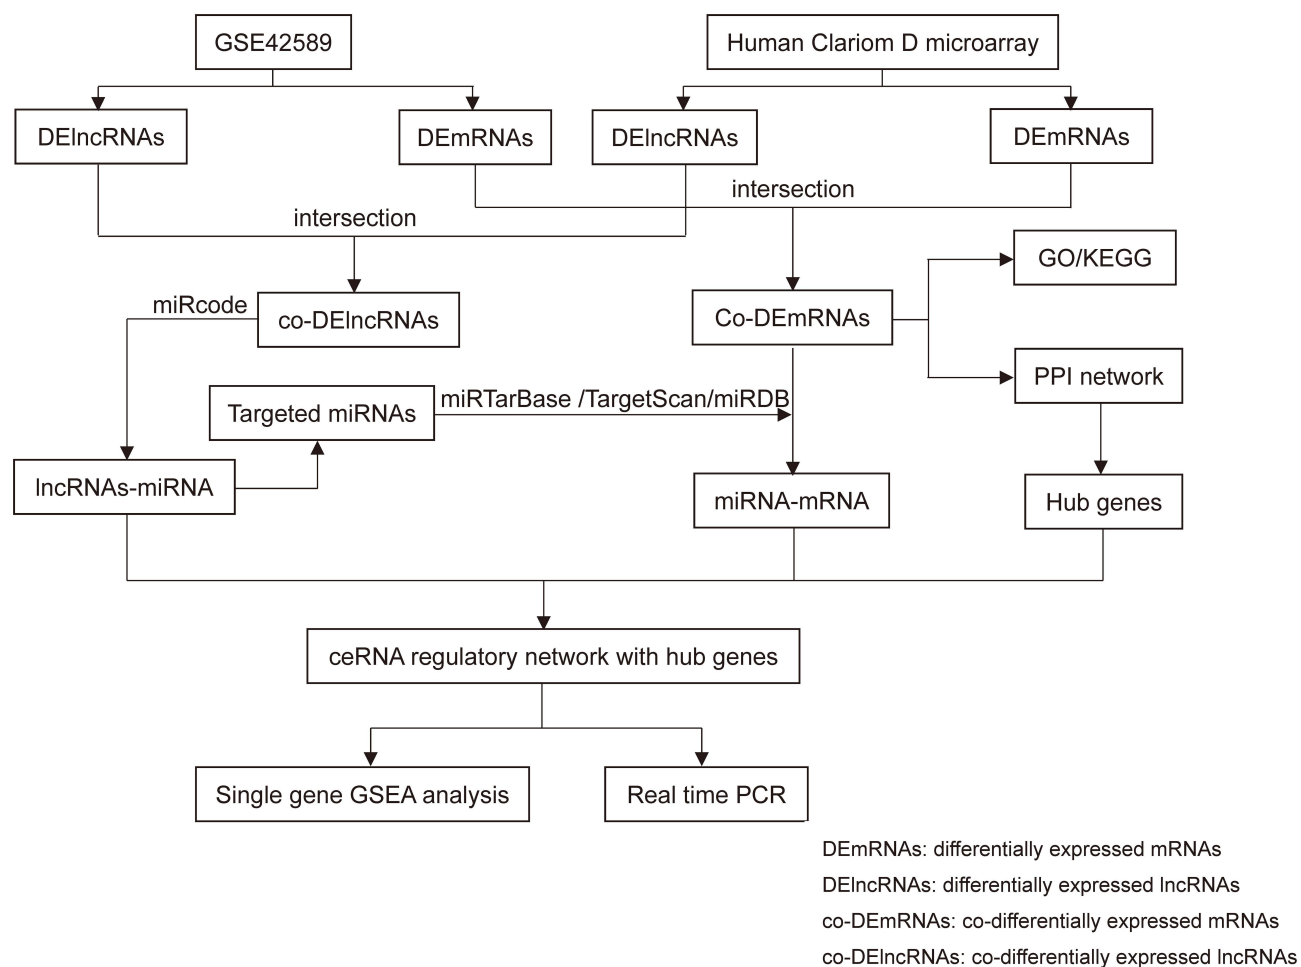 GSE42589
Human Clariom D microarray
DElncRNAs
DEmRNAs
DElncRNAs
DEmRNAs
intersection
intersection
GO/KEGG
miRcode
co-DElncRNAs
Co-DEmRNAs
PPI network
miRTarBase /TargetScan/miRDB
Targeted miRNAs
lncRNAs-miRNA
miRNA-mRNA
Hub genes
ceRNA regulatory network with hub genes
Single gene GSEA analysis
Real time PCR
DEmRNAs: differentially expressed mRNAs
DElncRNAs: differentially expressed lncRNAs
co-DEmRNAs: co-differentially expressed mRNAs
co-DElncRNAs: co-differentially expressed lncRNAs